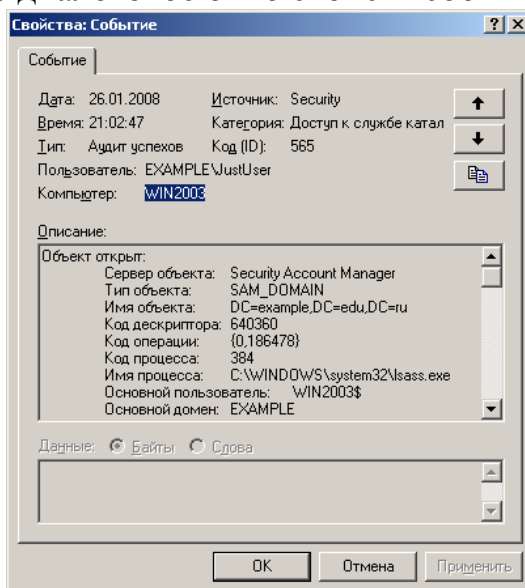 Свойства: Событие
Событие
Дата: 26.01.2008 Источник: Security
Время: 21:02:47 Категория: Доступ к службе катал
Тип: Аудит успехов Код (ID): 565
Пользователь: EXAMPLE\JustUser
Компьютер: WIN2003
Описание:
Объект открыт:
Сервер объекта: Security Account Manager
Тип объекта: SAM_DOMAIN
Имя объекта: DC=example,DC=edu,DC=ru
Код дескриптора: 640360
Код операции: {0,186478}
Код процесса: 384
Имя процесса: C:\WINDOWS\system32\lsass.exe
Основной пользователь: WIN2003$
Основной домен: EXAMPLE
Данные: Байты Слова
OK Отмена Применить